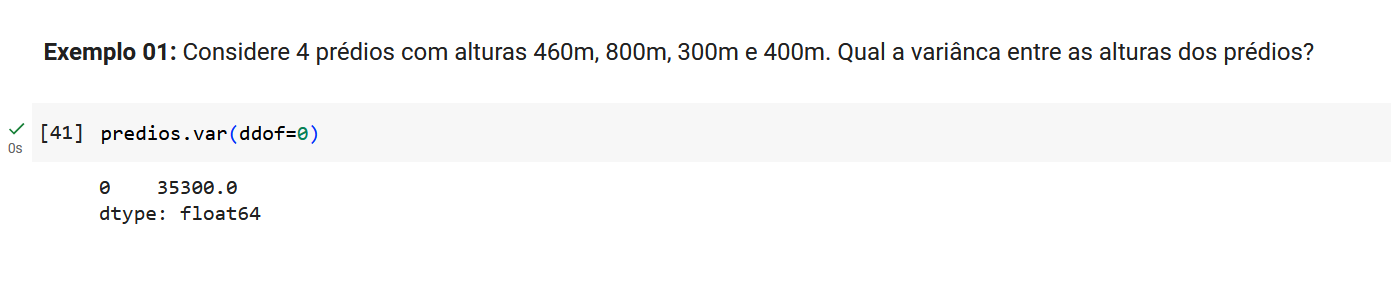 Exemplo 01: Considere 4 prédios com alturas 460m, 800m, 300m e 400m. Qual a variânca entre as alturas dos prédios?
[41] predios.var(ddof=0)
0s
0    35300.0
dtype: float64